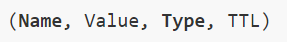 (Name, Value, Type, TTL)